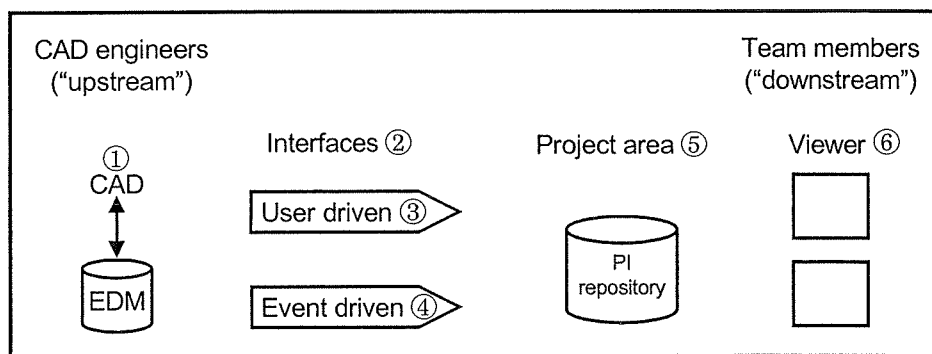 CAD engineers
("upstream")
Team members
("downstream")
Interfaces ②
Project area ⑤
Viewer ⑥
①
CAD
User driven ③
PI
repository
EDM
Event driven ④